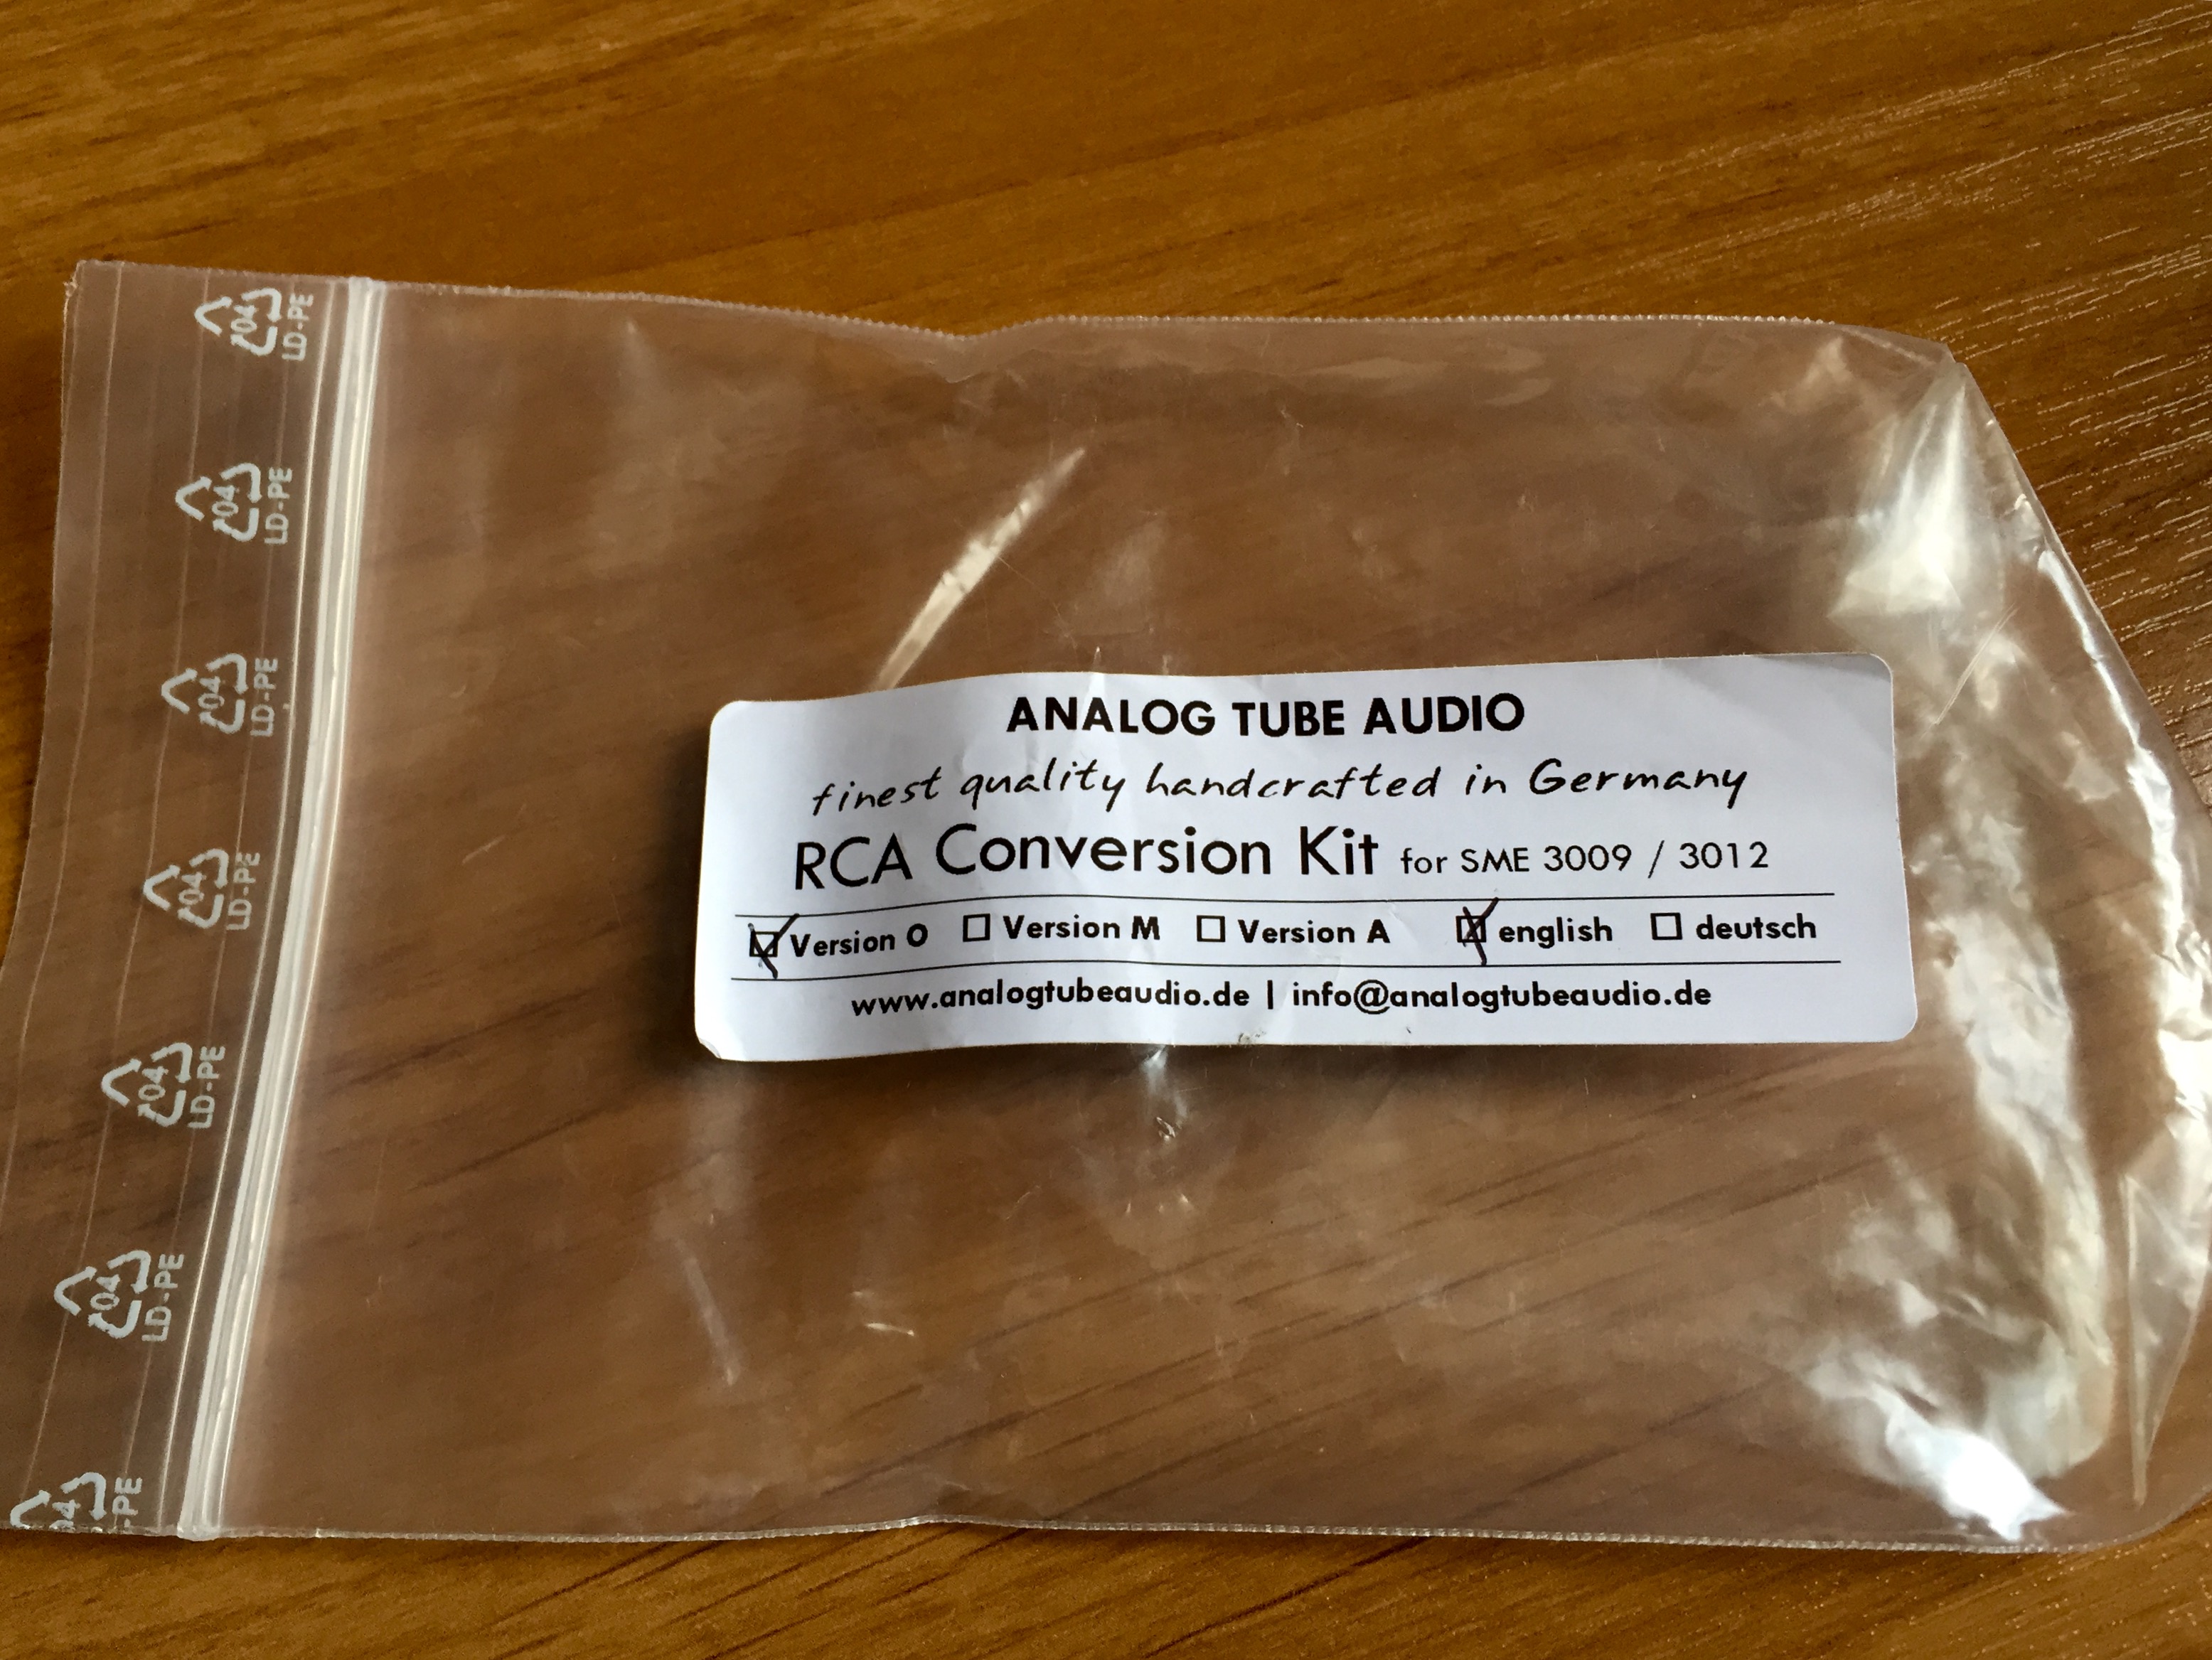 ANALOG TUBE AUDIO
finest quality handcrafted in Germany
RCA Conversion Kit for SME 3009 / 3012
☑ Version O ☐ Version M ☐ Version A ☒ english ☐ deutsch
www.analogtubeaudio.de | info@analogtubeaudio.de
04
LD-PE
04
LD-PE
04
LD-PE
04
LD-PE
04
LD-PE
04
LD-PE
04
-PE